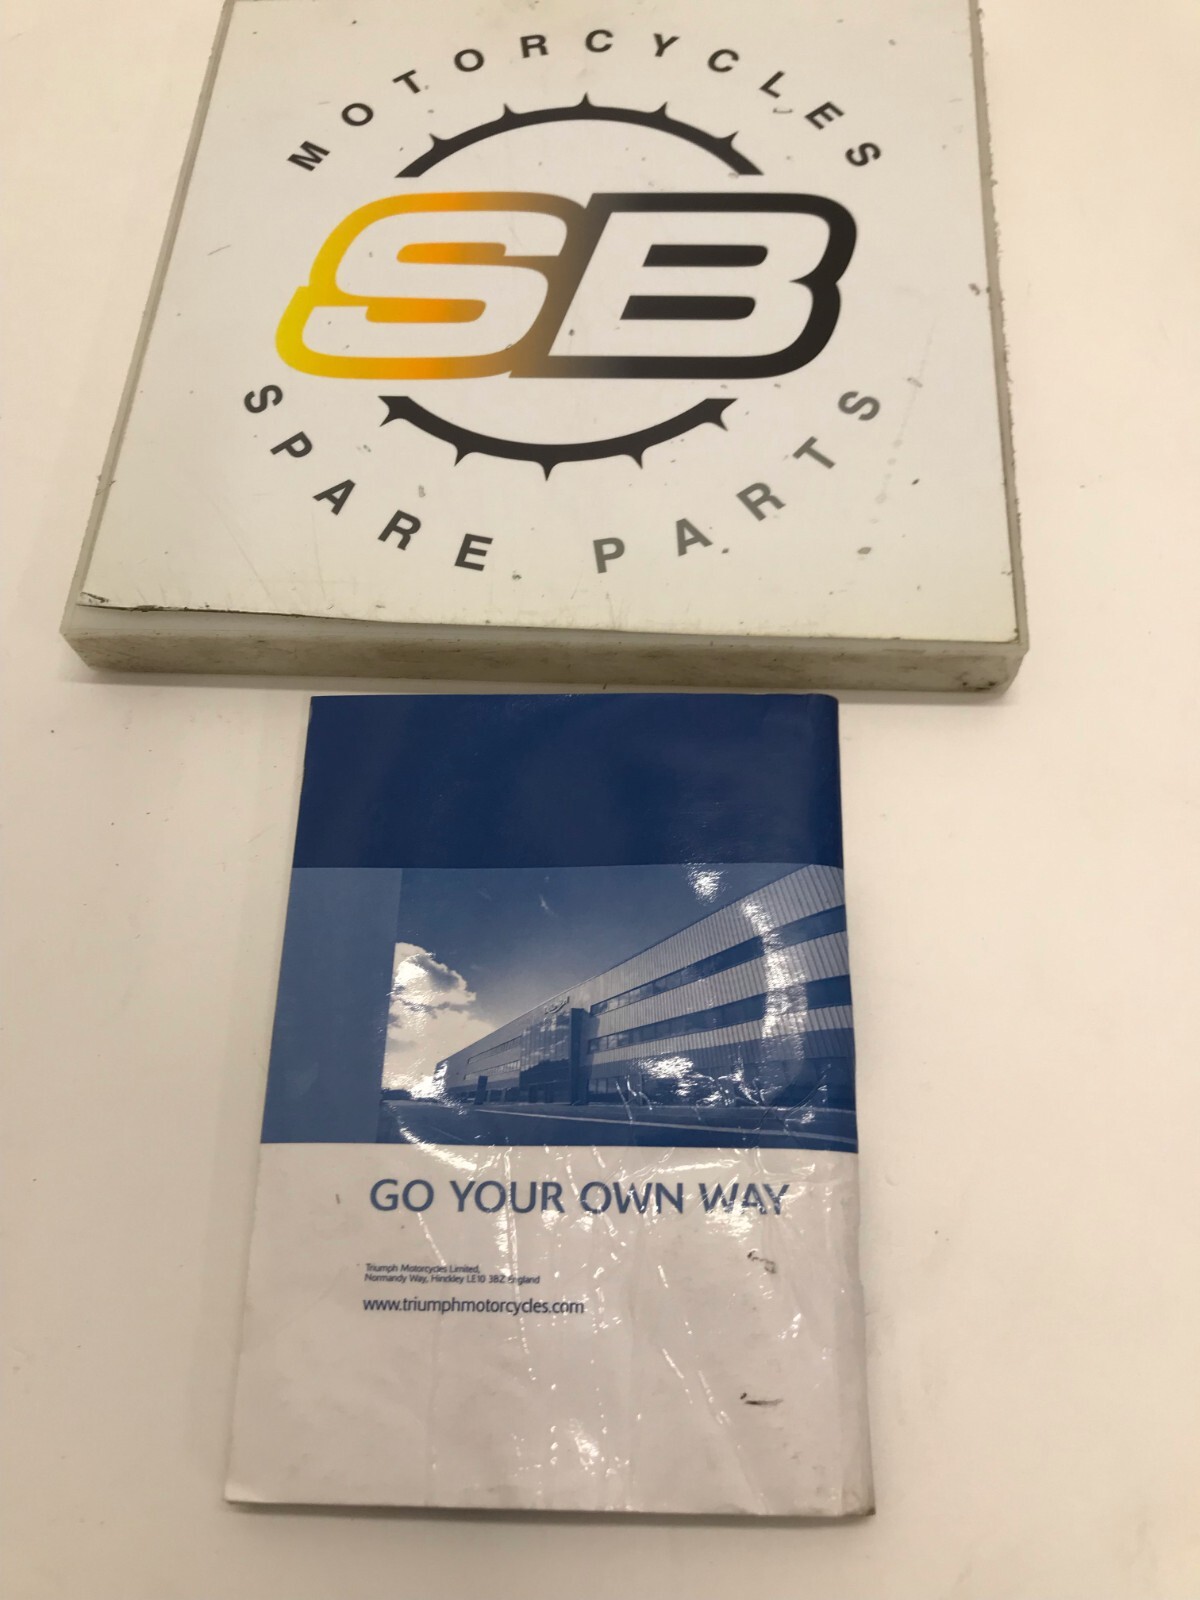 MOTORCYCLES
SB
SPARE PARTS
GO YOUR OWN WAY
Triumph Motorcycles Limited,
Normandy Way, Hinckley LE10 3BZ England
www.triumphmotorcycles.com